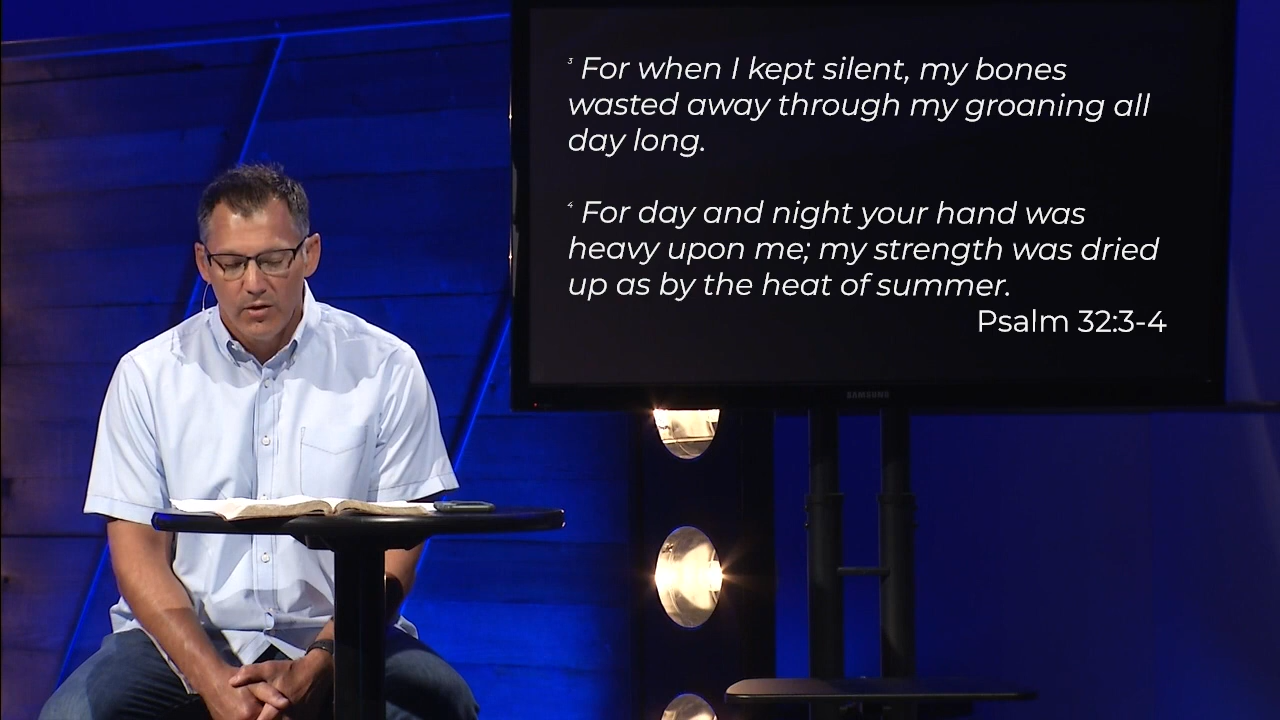 3 For when I kept silent, my bones
wasted away through my groaning all
day long.
4 For day and night your hand was
heavy upon me; my strength was dried
up as by the heat of summer.
Psalm 32:3-4
SAMSUNG